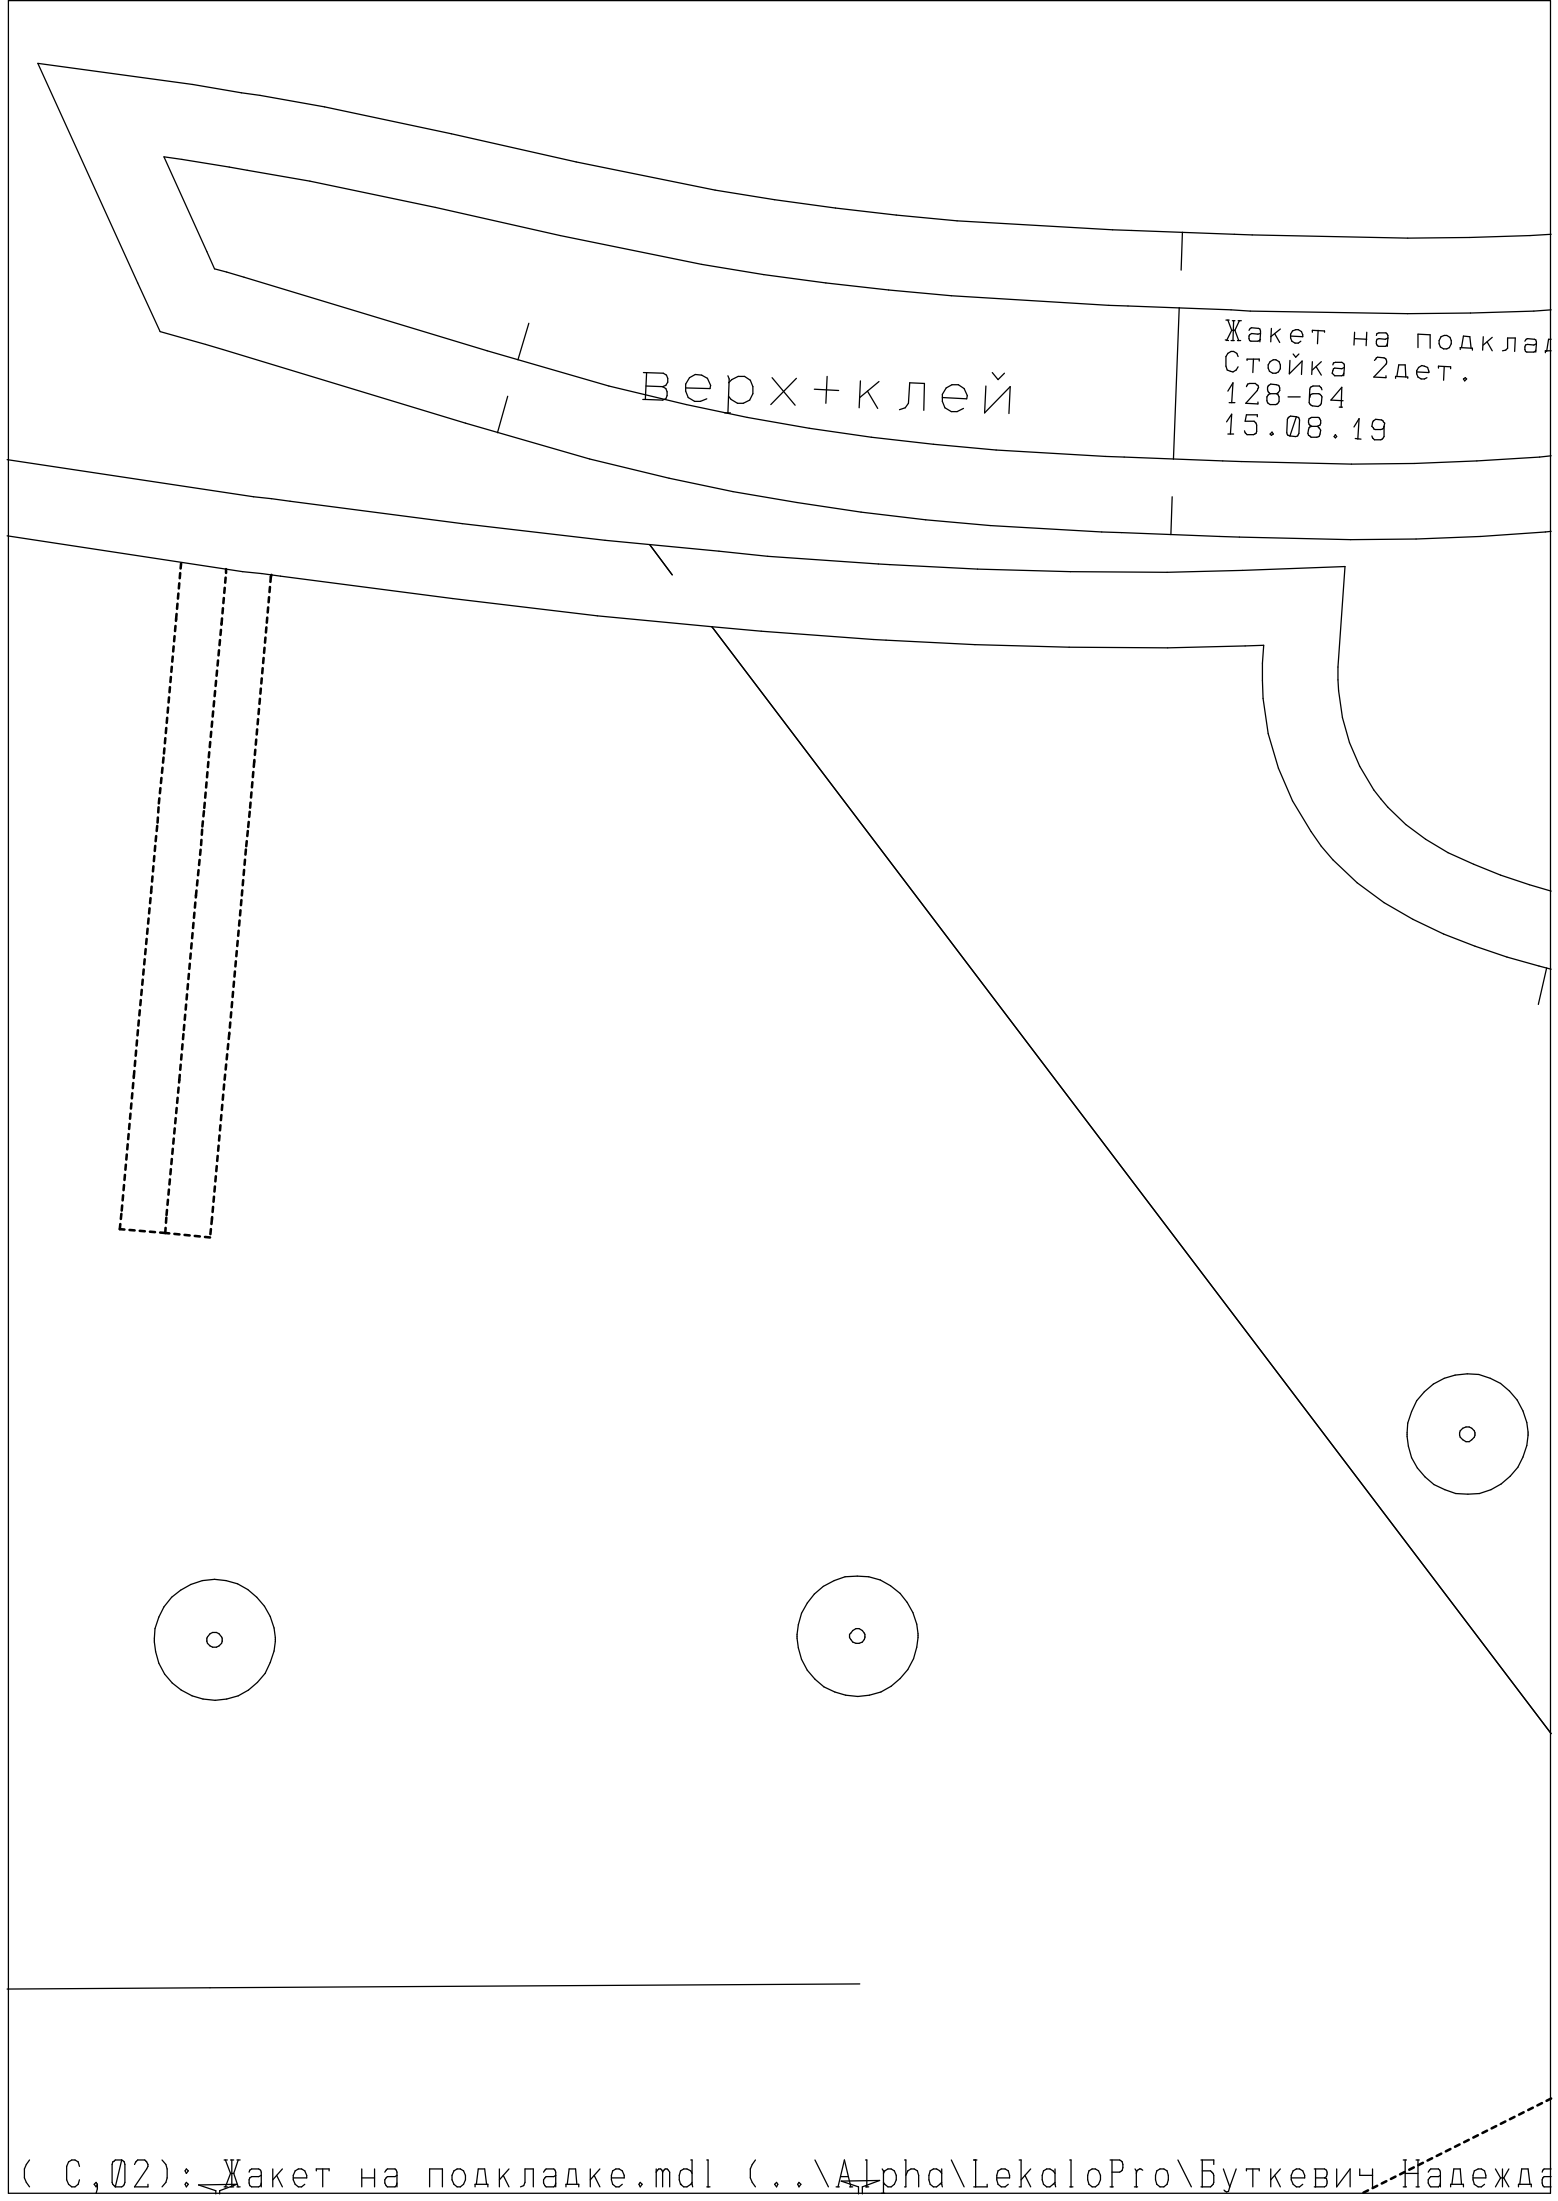 верх+клей
Жакет на подклад
Стойка 2дет.
128-64
15.08.19
( C,02): Жакет на подкладке.mdl (..\Alpha\LekaloPro\Буткевич Надежда